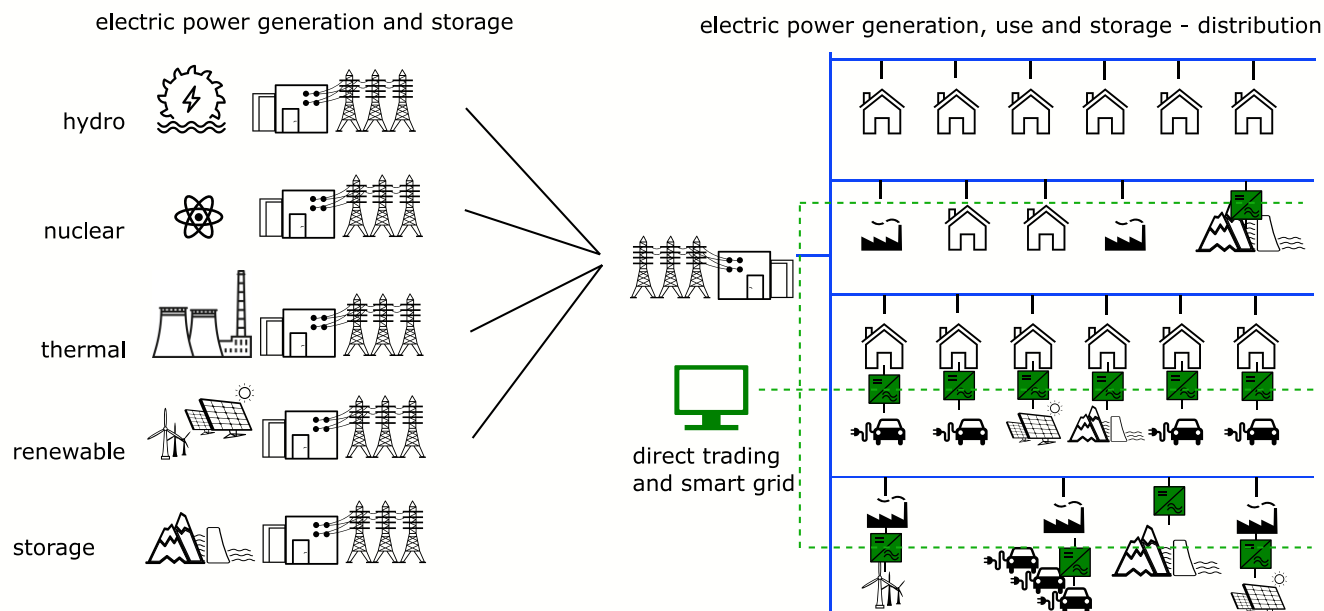 electric power generation and storage
electric power generation, use and storage - distribution
hydro
nuclear
thermal
renewable
storage
direct trading
and smart grid